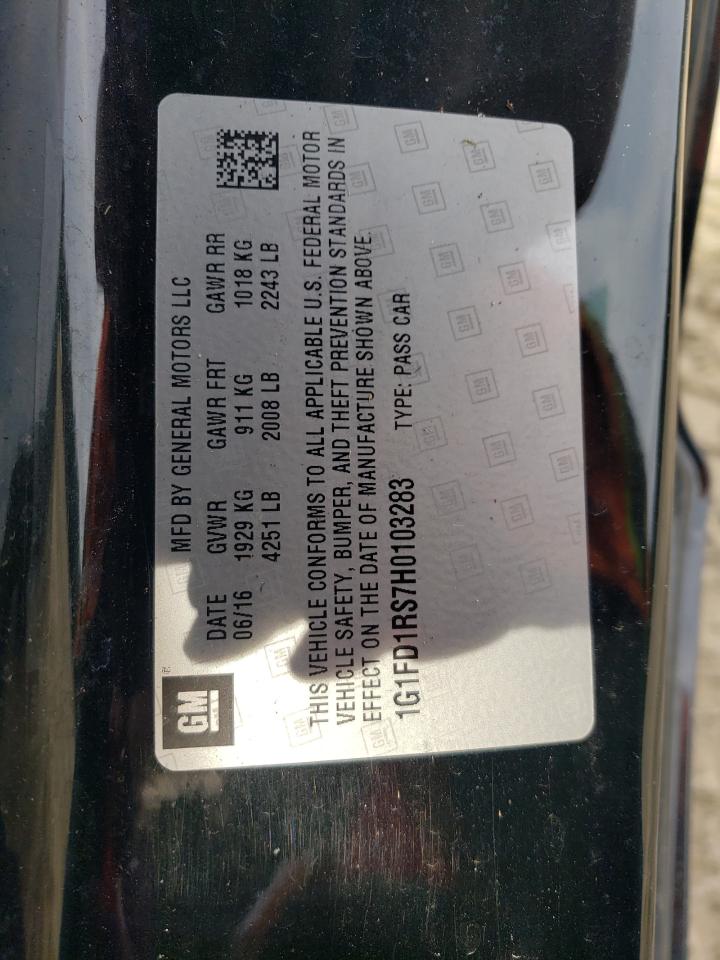 GM
MFD BY GENERAL MOTORS LLC
DATE GVWR GAWR FRT GAWR RR
06/16 1929 KG 911 KG 1018 KG
4251 LB 2008 LB 2243 LB
THIS VEHICLE CONFORMS TO ALL APPLICABLE U.S. FEDERAL MOTOR
VEHICLE SAFETY, BUMPER, AND THEFT PREVENTION STANDARDS IN
EFFECT ON THE DATE OF MANUFACTURE SHOWN ABOVE.
1G1FD1RS7H0103283 TYPE: PASS CAR